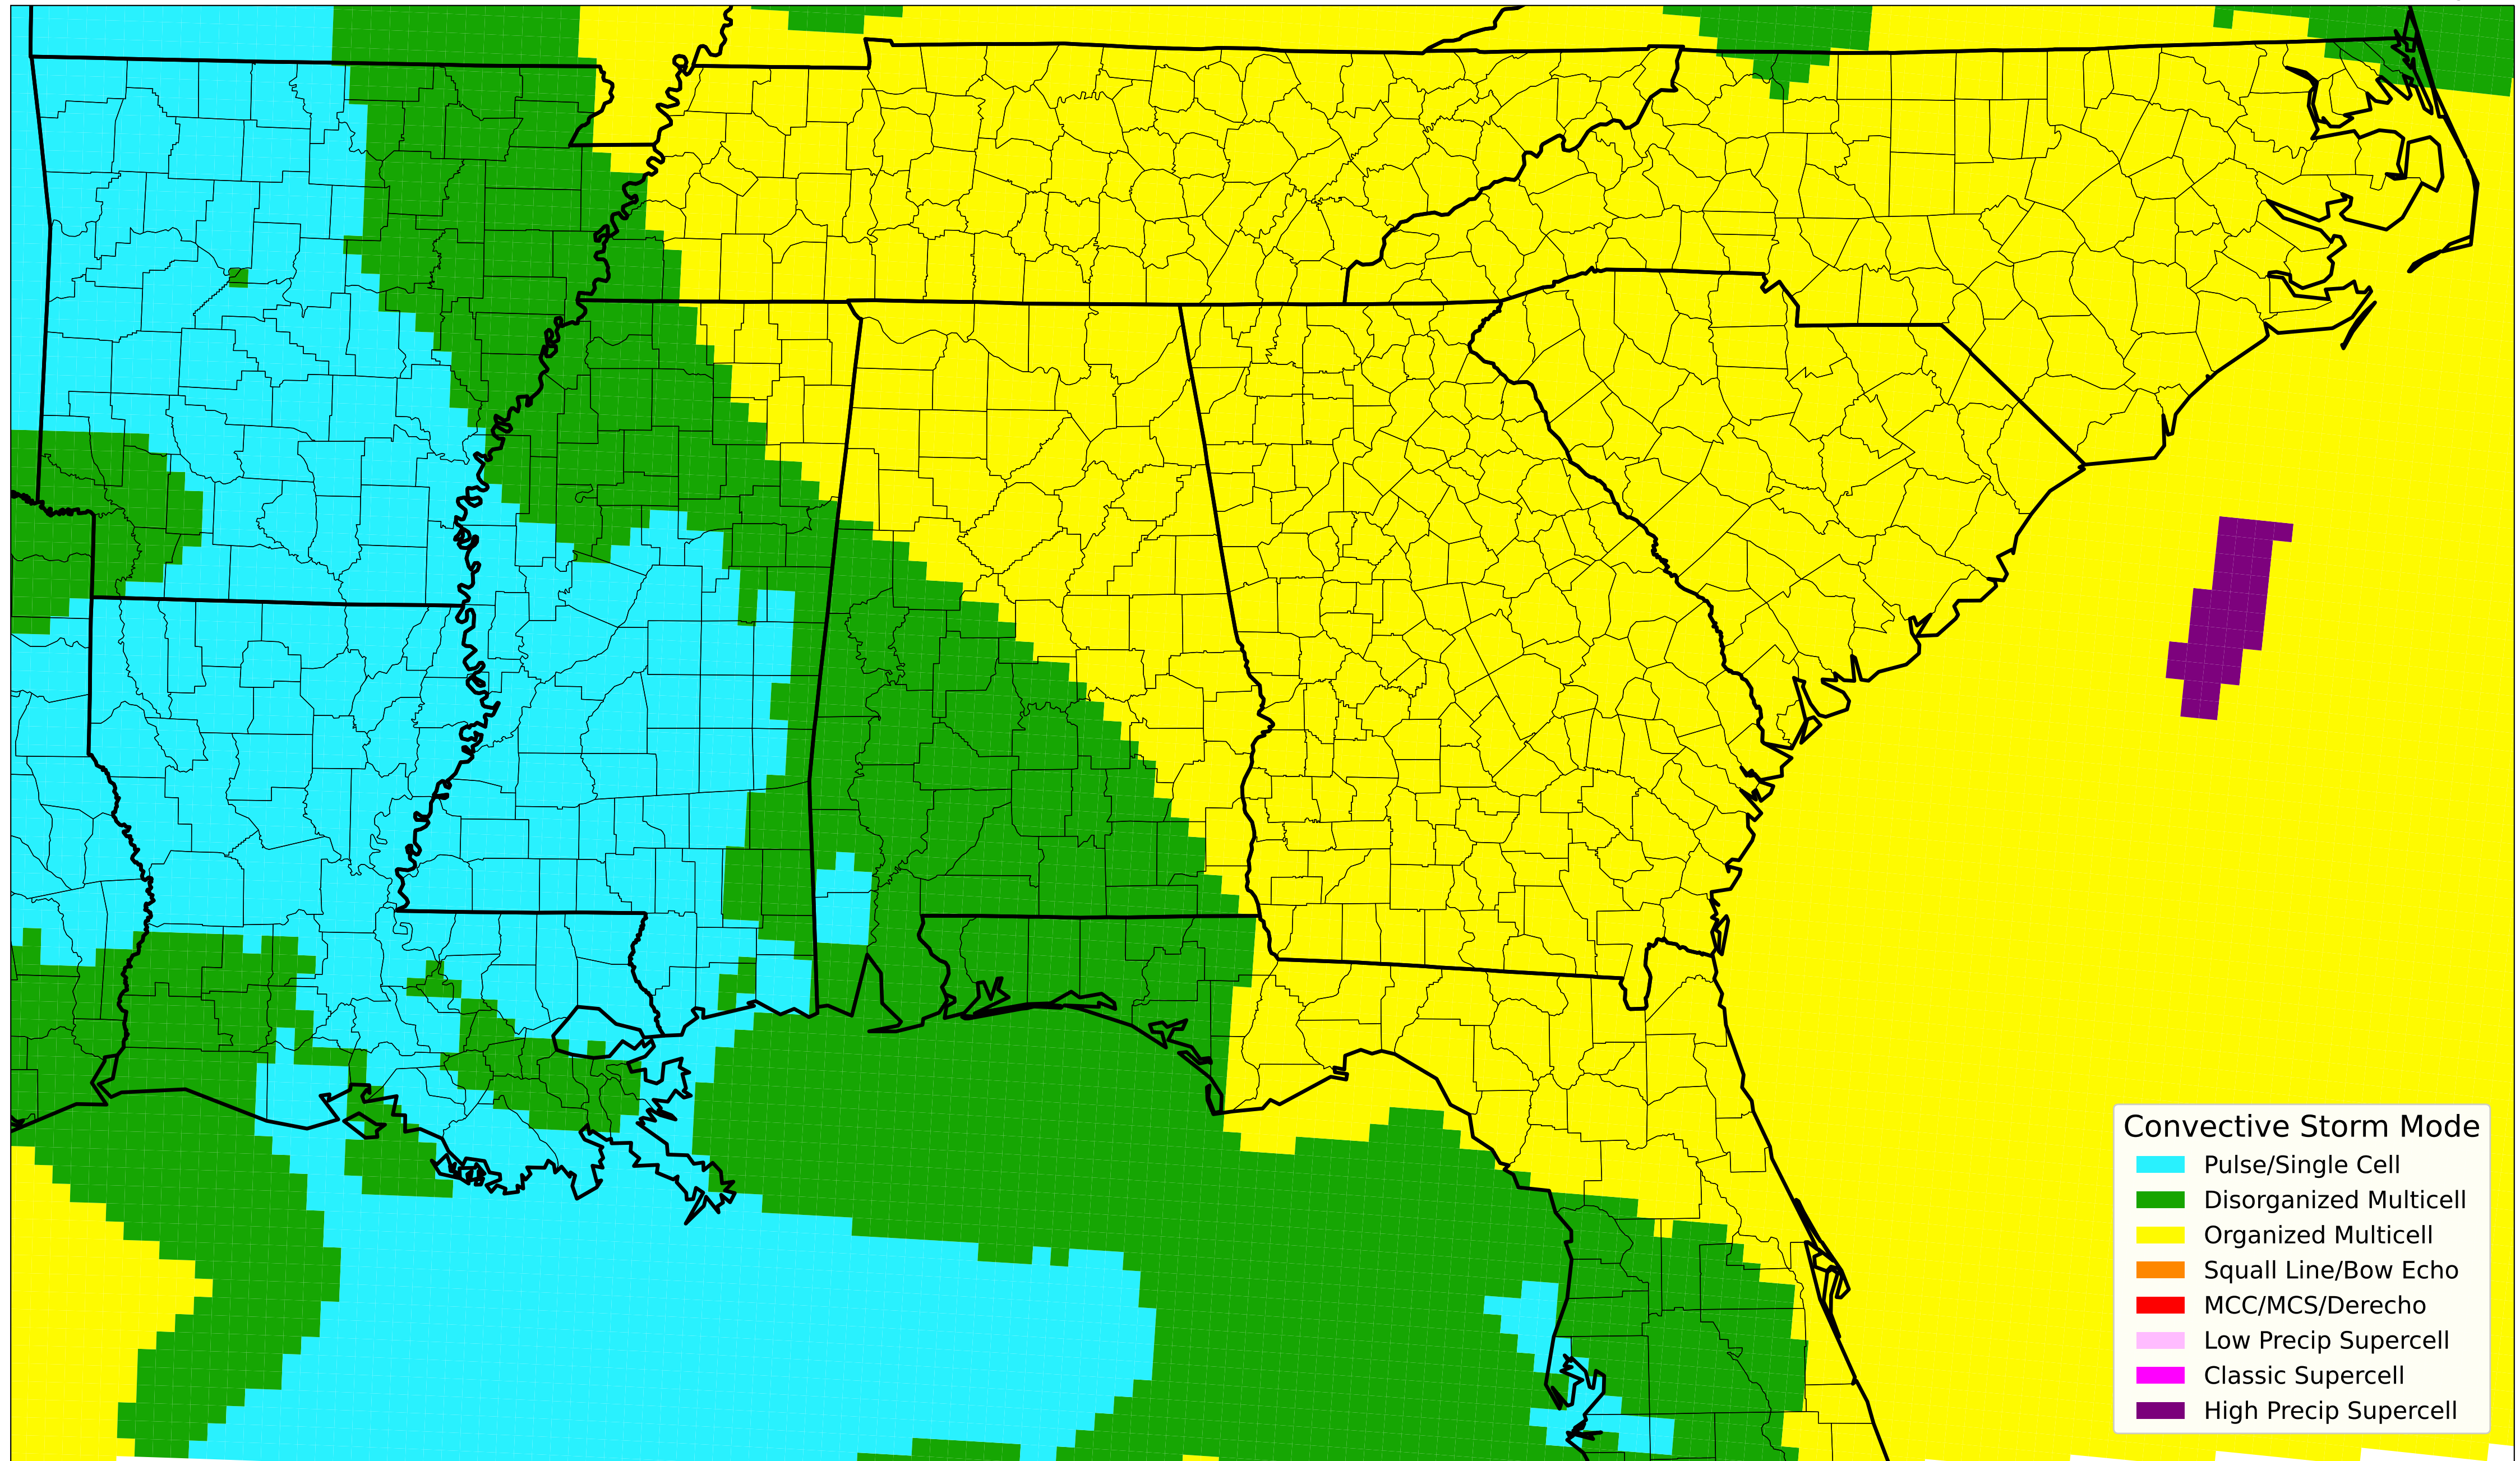 Convective Storm Mode
Pulse/Single Cell
Disorganized Multicell
Organized Multicell
Squall Line/Bow Echo
MCC/MCS/Derecho
Low Precip Supercell
Classic Supercell
High Precip Supercell